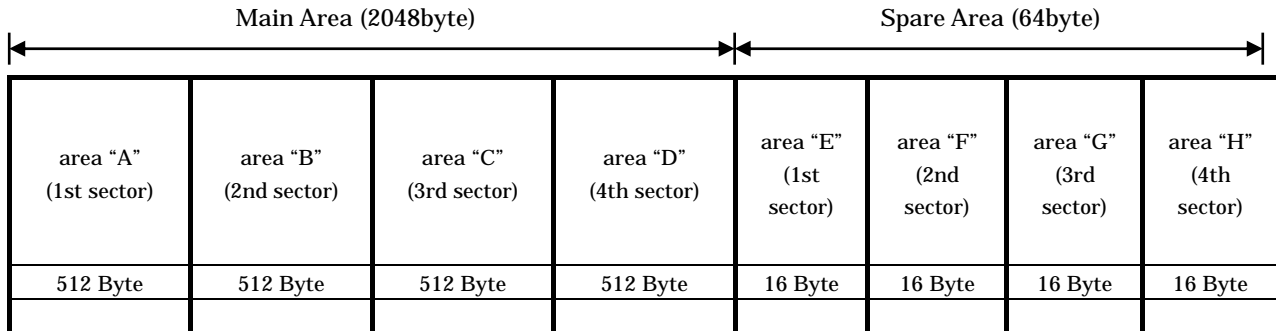 Main Area (2048byte) Spare Area (64byte)
area “A” area “B” area “C” area “D” area “E” area “F” area “G” area “H”
(1st sector) (2nd sector) (3rd sector) (4th sector) (1st sector) (2nd sector) (3rd sector) (4th sector)
512 Byte 512 Byte 512 Byte 512 Byte 16 Byte 16 Byte 16 Byte 16 Byte